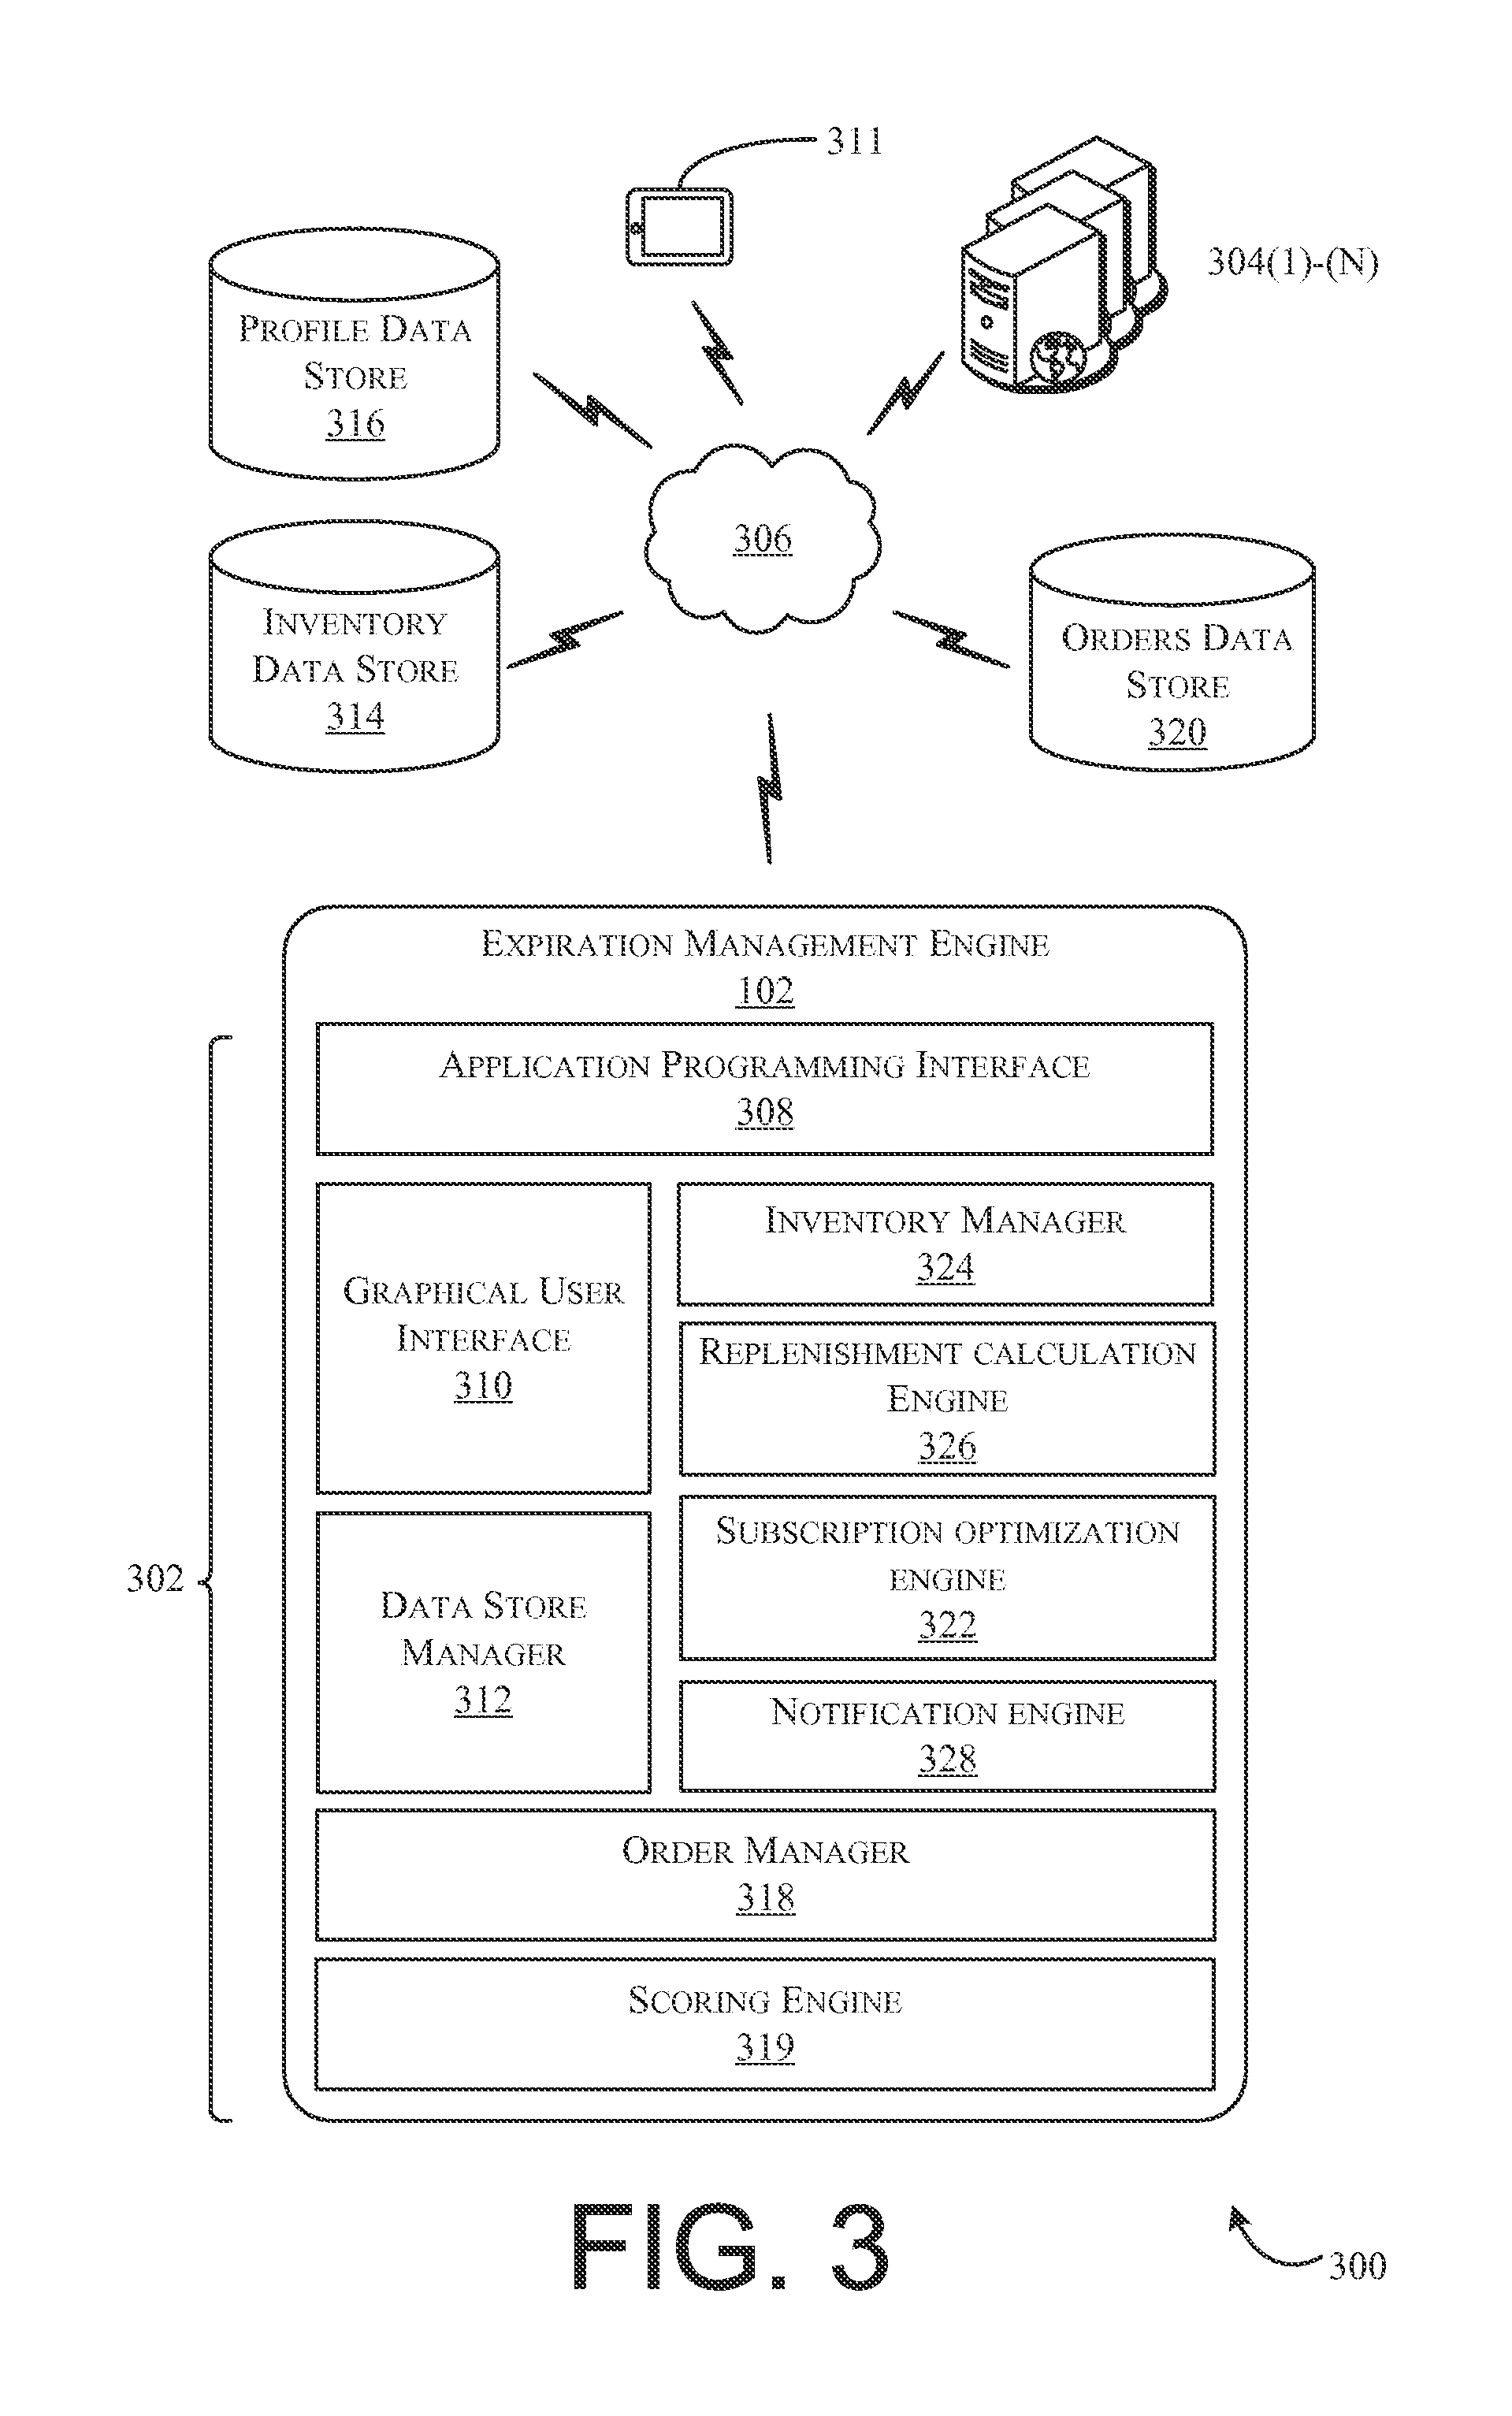 311
304(1)-(N)
Profile Data
Store
316
306
Inventory
Data Store
314
Orders Data
Store
320
Expiration Management Engine
102
302
Application Programming Interface
308
Graphical User
Interface
310
Data Store
Manager
312
Inventory Manager
324
Replenishment calculation
Engine
326
Subscription optimization
engine
322
Notification engine
328
Order Manager
318
Scoring Engine
319
FIG. 3
300